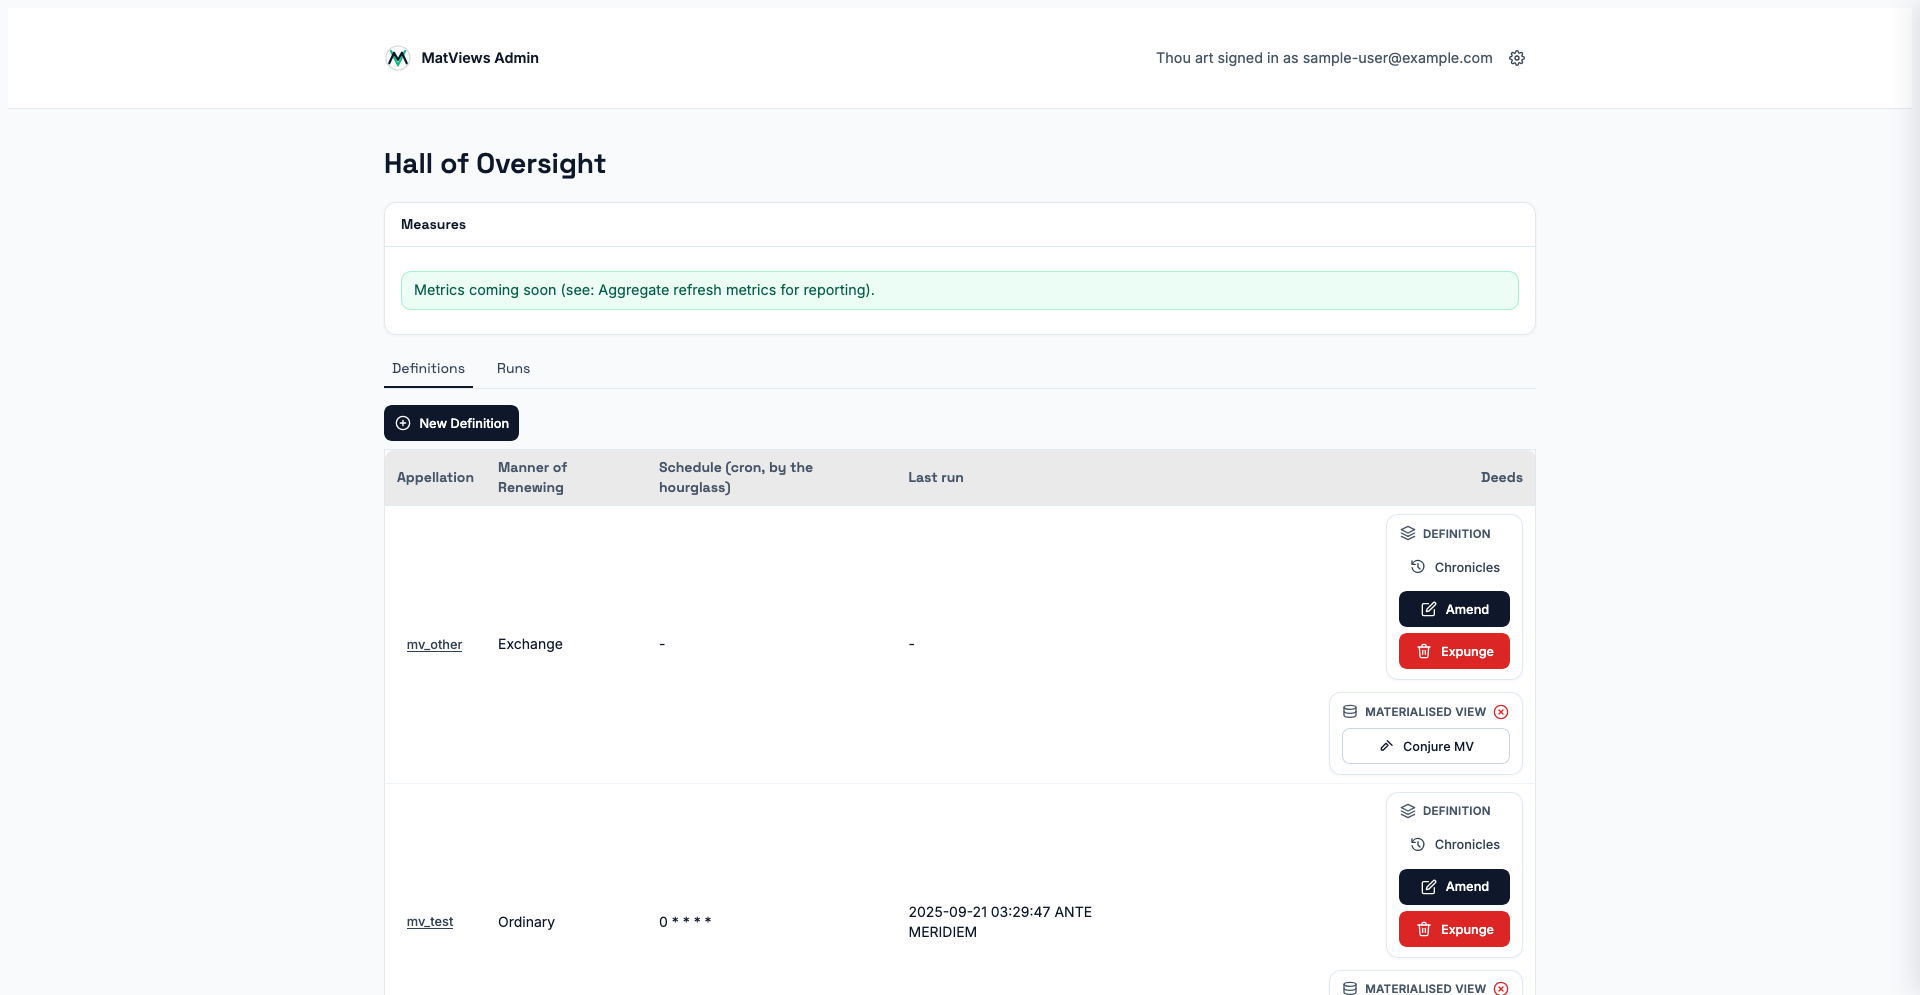 MatViews Admin
Thou art signed in as sample-user@example.com
Hall of Oversight
Measures
Metrics coming soon (see: Aggregate refresh metrics for reporting).
Definitions
Runs
New Definition
Appellation
Manner of
Renewing
Schedule (cron, by the
hourglass)
Last run
Deeds
mv_other
Exchange
-
-
DEFINITION
Chronicles
Amend
Expunge
MATERIALISED VIEW
Conjure MV
mv_test
Ordinary
0 * * * *
2025-09-21 03:29:47 ANTE
MERIDIEM
DEFINITION
Chronicles
Amend
Expunge
MATERIALISED VIEW